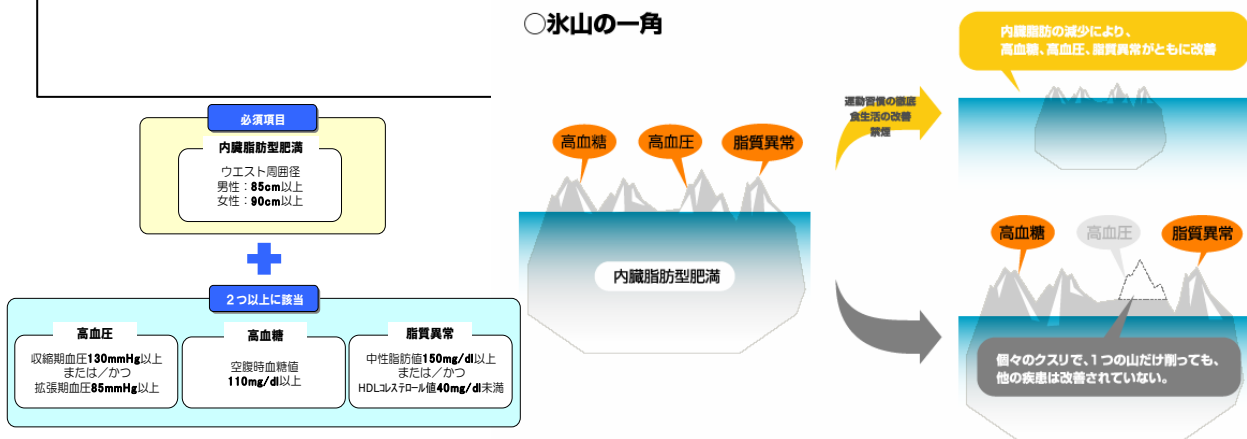 必須項目
内臓脂肪型肥満
ウエスト周囲径
男性：85cm以上
女性：90cm以上
2つ以上に該当
高血圧
収縮期血圧130mmHg以上
または／かつ
拡張期血圧85mmHg以上
高血糖
空腹時血糖値
110mg/dl以上
脂質異常
中性脂肪値150mg/dl以上
または／かつ
HDLコレステロール値40mg/dl未満
○氷山の一角
高血糖
高血圧
脂質異常
内臓脂肪型肥満
運動習慣の徹底
食生活の改善
禁煙
内臓脂肪の減少により、
高血糖、高血圧、脂質異常がともに改善
高血糖
高血圧
脂質異常
個々のクスリで、１つの山だけ削っても、
他の疾患は改善されていない。